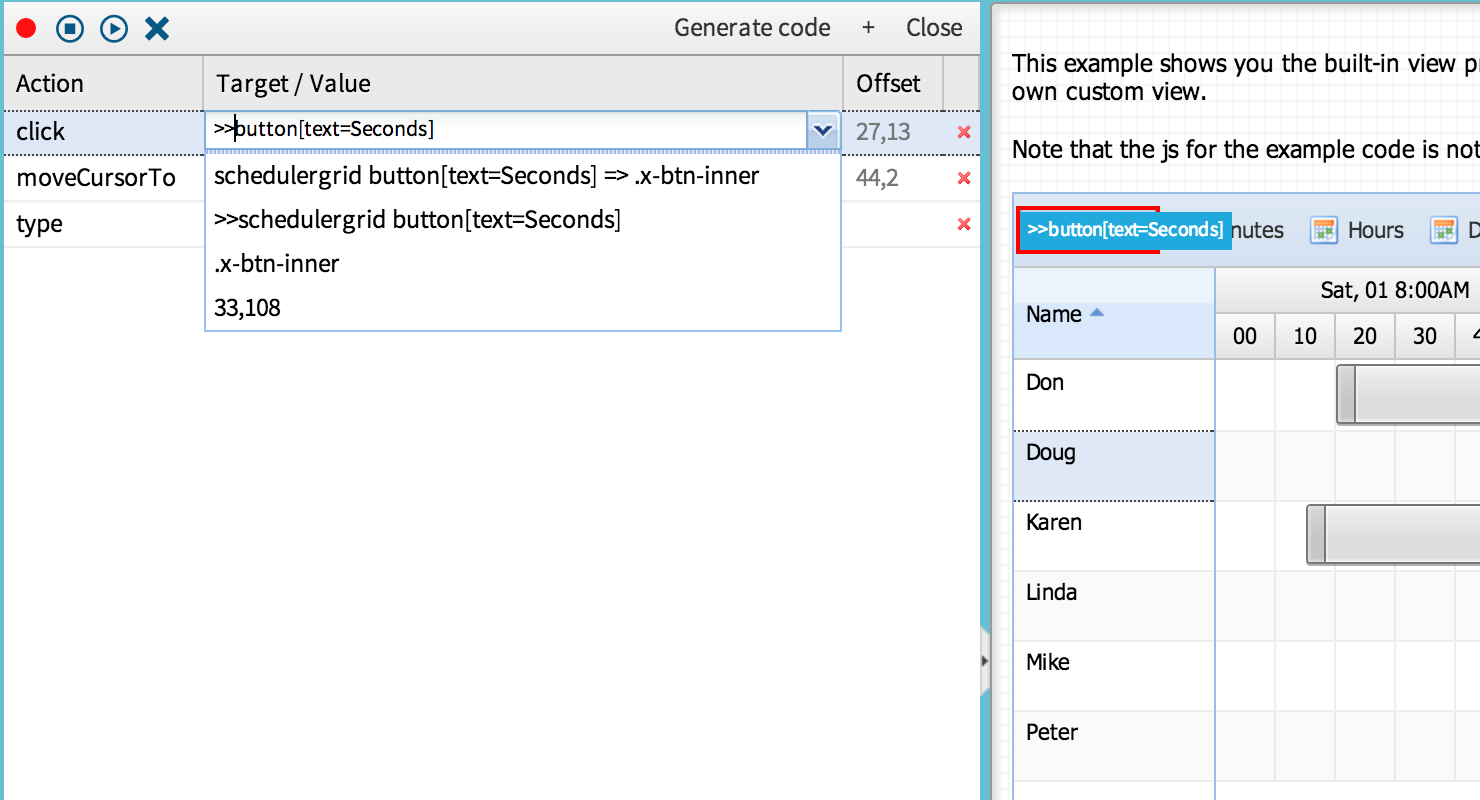 Generate code + Close
Action Target / Value Offset
click >>button[text=Seconds] 27,13
schedulergrid button[text=Seconds] => .x-btn-inner
moveCursorTo 44,2
>>schedulergrid button[text=Seconds]
type
.x-btn-inner
33,108
This example shows you the built-in view
own custom view.
Note that the js for the example code is not
>>button[text=Seconds] Hours
Sat, 01 8:00AM
Name
00 10 20 30
Don
Doug
Karen
Linda
Mike
Peter